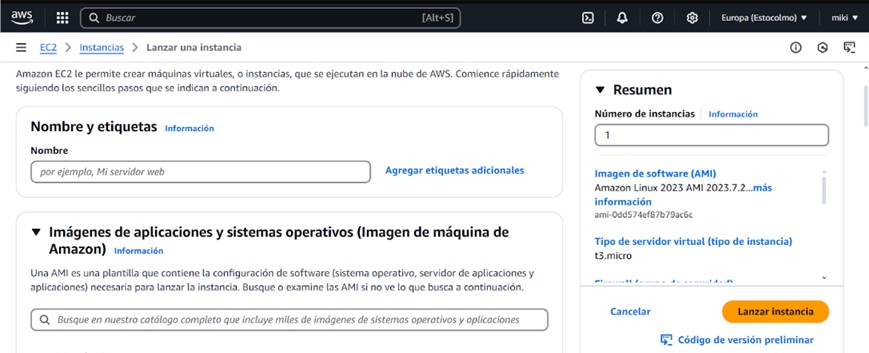 aws
Buscar
[Alt+S]
Europa (Estocolmo)
miki
EC2 > Instancias > Lanzar una instancia
Amazon EC2 le permite crear máquinas virtuales, o instancias, que se ejecutan en la nube de AWS. Comience rápidamente
siguiendo los sencillos pasos que se indican a continuación.
Nombre y etiquetas Información
Nombre
por ejemplo, Mi servidor web
Agregar etiquetas adicionales
Imágenes de aplicaciones y sistemas operativos (Imagen de máquina de
Amazon) Información
Una AMI es una plantilla que contiene la configuración de software (sistema operativo, servidor de aplicaciones y
aplicaciones) necesaria para lanzar la instancia. Busque o examine las AMI si no ve lo que busca a continuación.
Busque en nuestro catálogo completo que incluye miles de imágenes de sistemas operativos y aplicaciones
Resumen
Número de instancias | Información
1
Imagen de software (AMI)
Amazon Linux 2023 AMI 2023.7.2...más
información
ami-0dd574ef87b79ac6c
Tipo de servidor virtual (tipo de instancia)
t3.micro
Firewall (grupo de seguridad)
Cancelar
Lanzar instancia
Código de versión preliminar